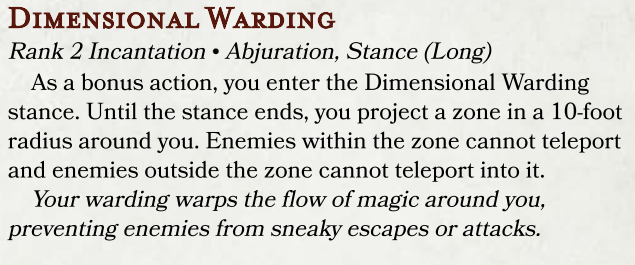 Dimensional Warding
Rank 2 Incantation • Abjuration, Stance (Long)
As a bonus action, you enter the Dimensional Warding
stance. Until the stance ends, you project a zone in a 10-foot
radius around you. Enemies within the zone cannot teleport
and enemies outside the zone cannot teleport into it.
Your warding warps the flow of magic around you,
preventing enemies from sneaky escapes or attacks.